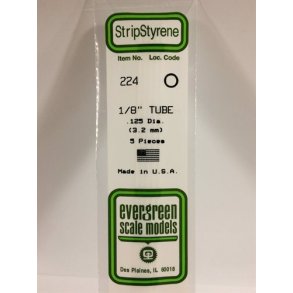 StripStyrene
Item No. Loc. Code
224 O
1/8" TUBE
.125 Dia.
(3.2 mm)
5 Pieces
Made in U.S.A.
evergreen
scale models
Des Plaines, IL 60018